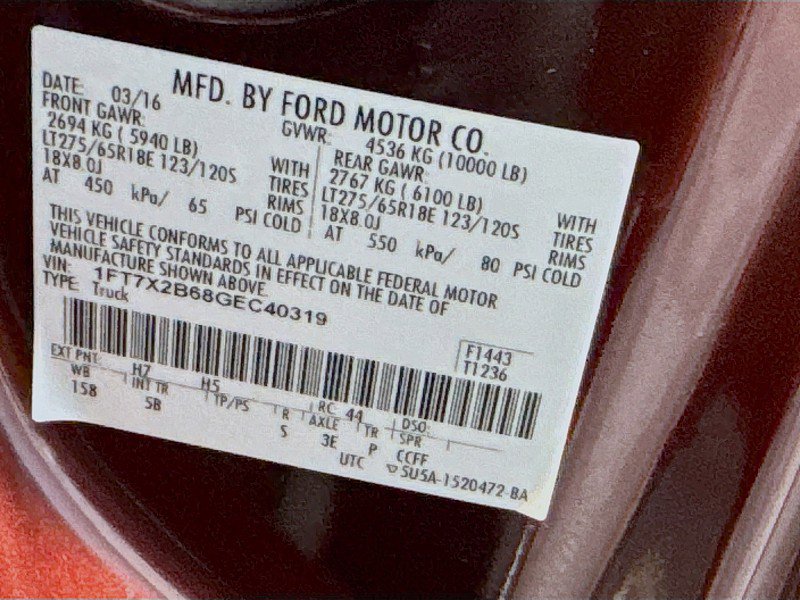 MFD. BY FORD MOTOR CO.
DATE: 03/16 GVWR: 4536 KG (10000 LB)
FRONT GAWR: REAR GAWR:
2694 KG ( 5940 LB) WITH 2767 KG ( 6100 LB) WITH
LT275/65R18E 123/120S TIRES LT275/65R18E 123/120S TIRES
18X8.0J RIMS 18X8.0J RIMS
AT 450 kPa/ 65 PSI COLD AT 550 kPa/ 80 PSI COLD
THIS VEHICLE CONFORMS TO ALL APPLICABLE FEDERAL MOTOR
VEHICLE SAFETY STANDARDS IN EFFECT ON THE DATE OF
MANUFACTURE SHOWN ABOVE.
VIN: 1FT7X2B68GEC40319
TYPE: Truck
F1443
T1236
EXT PNT: H7 H5 RC: 44 DSO:
WB INT TR TP/PS R AXLE TR SPR
158 5B S 3E P CCFF
UTC ▽5U5A-1520472-BA